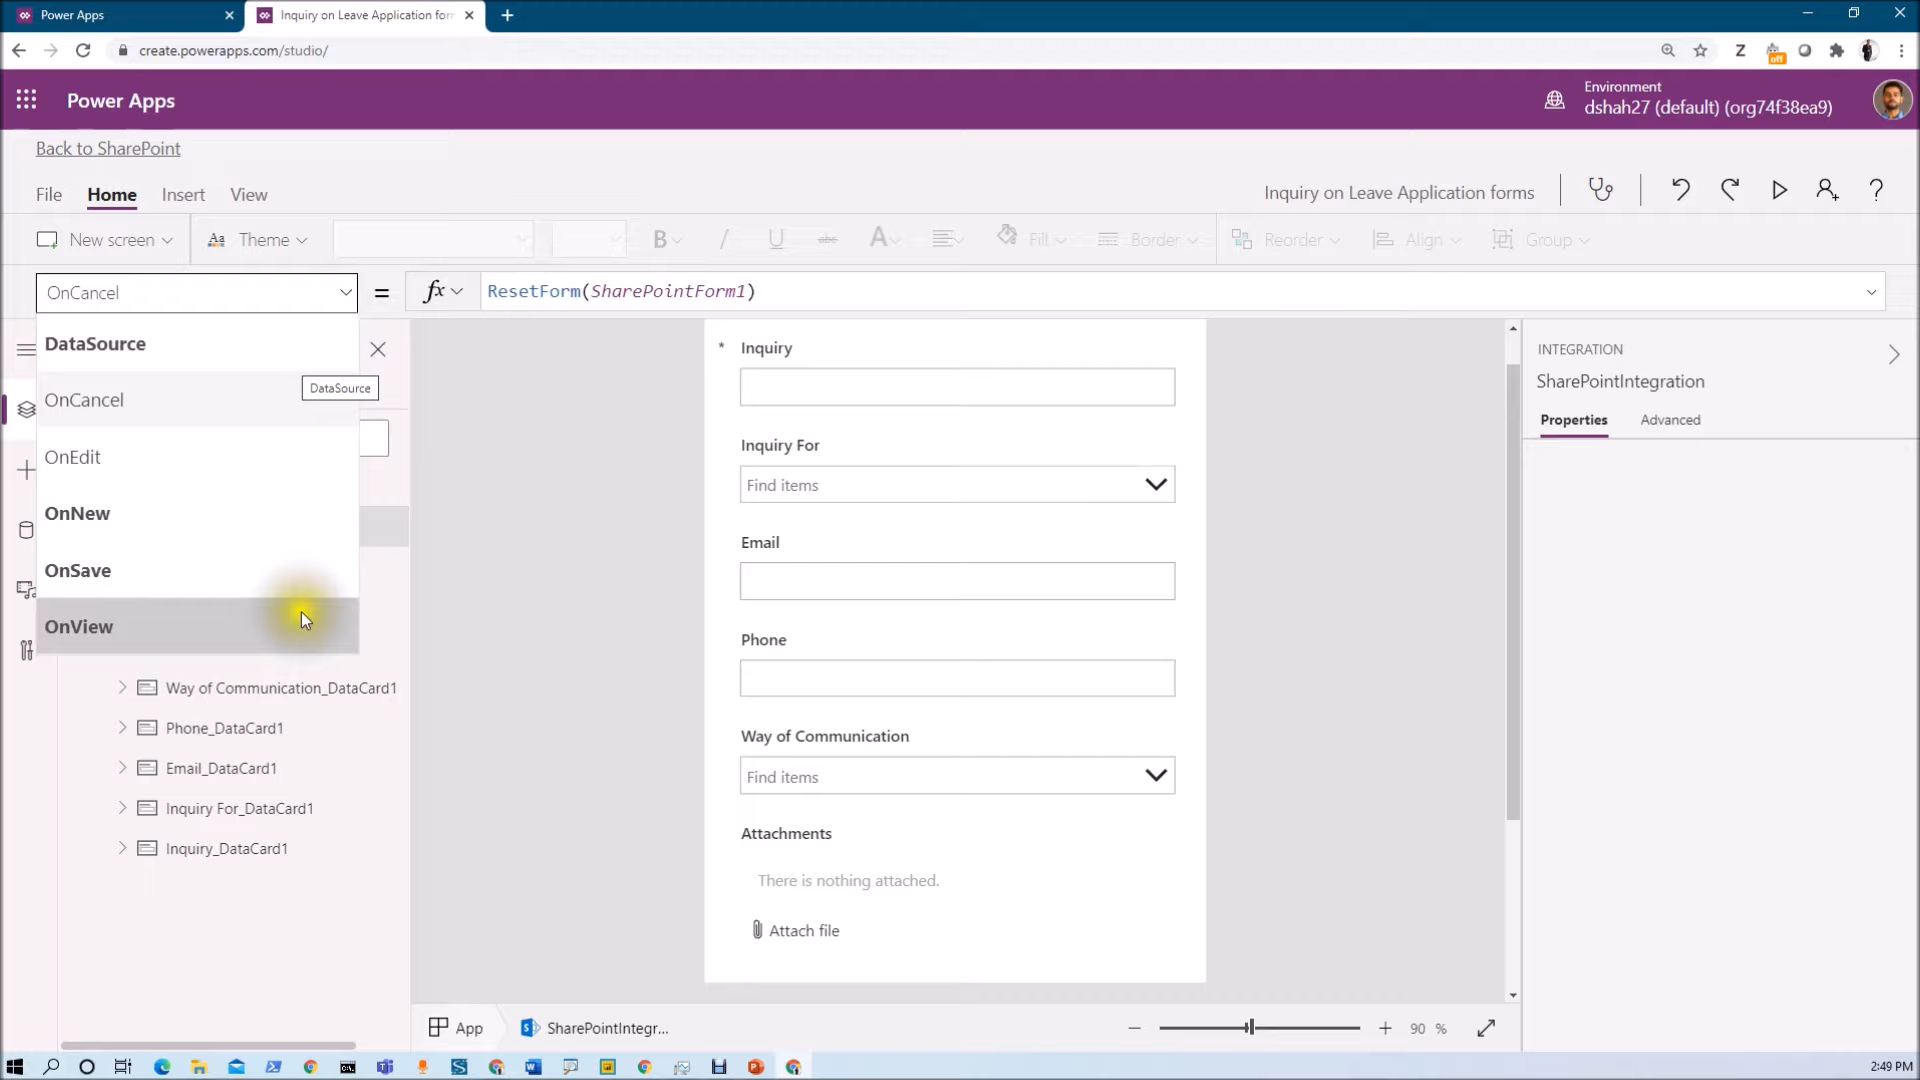 Power Apps
Inquiry on Leave Application form
create.powerapps.com/studio/
Z
off
Power Apps
Environment
dshah27 (default) (org74f38ea9)
Back to SharePoint
File Home Insert View
Inquiry on Leave Application forms
New screen Aa Theme B / U abc A Fill Border Reorder Align Group
OnCancel = fx ResetForm(SharePointForm1)
DataSource
DataSource
OnCancel
OnEdit
OnNew
OnSave
OnView
Way of Communication_DataCard1
Phone_DataCard1
Email_DataCard1
Inquiry For_DataCard1
Inquiry_DataCard1
* Inquiry
Inquiry For
Find items
Email
Phone
Way of Communication
Find items
Attachments
There is nothing attached.
Attach file
INTEGRATION
SharePointIntegration
Properties Advanced
App SharePointIntegr... 90 %
2:49 PM